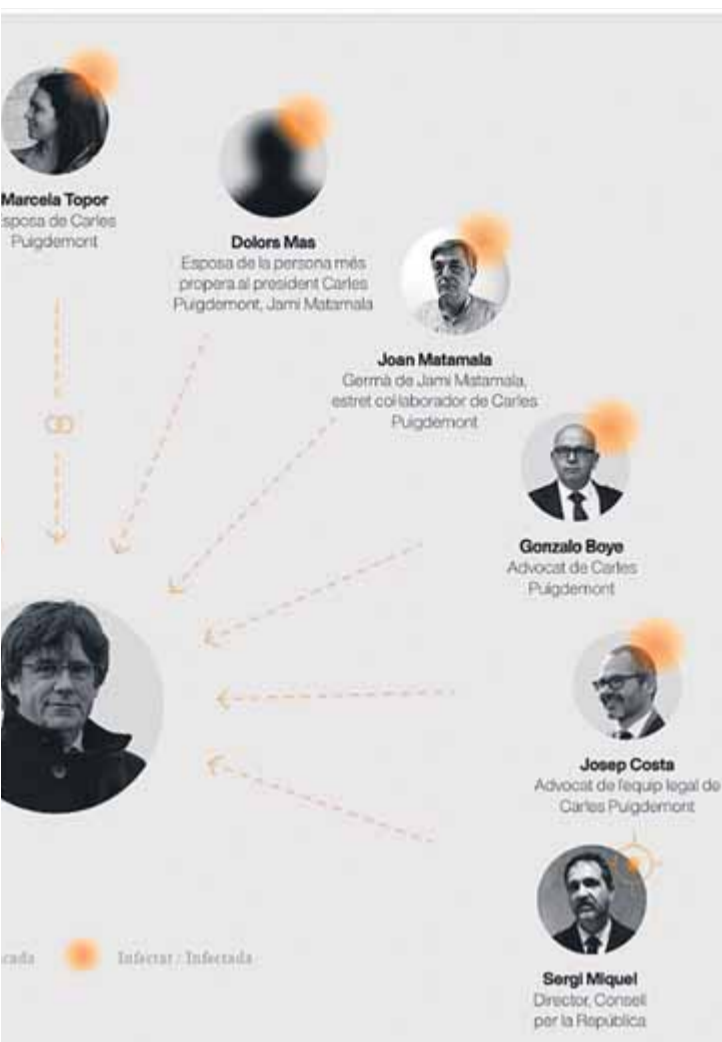 Marcela Topor
sposa de Carles
Puigdemont
Dolors Mas
Esposa de la persona més
propera al president Carles
Puigdemont, Jami Matamala
Joan Matamala
Germà de Jami Matamala,
estret col·laborador de Carles
Puigdemont
Gonzalo Boye
Advocat de Carles
Puigdemont
Josep Costa
Advocat de l'equip legal de
Carles Puigdemont
Sergi Miquel
Director, Consell
per la República
cada
Infectat / Infectada